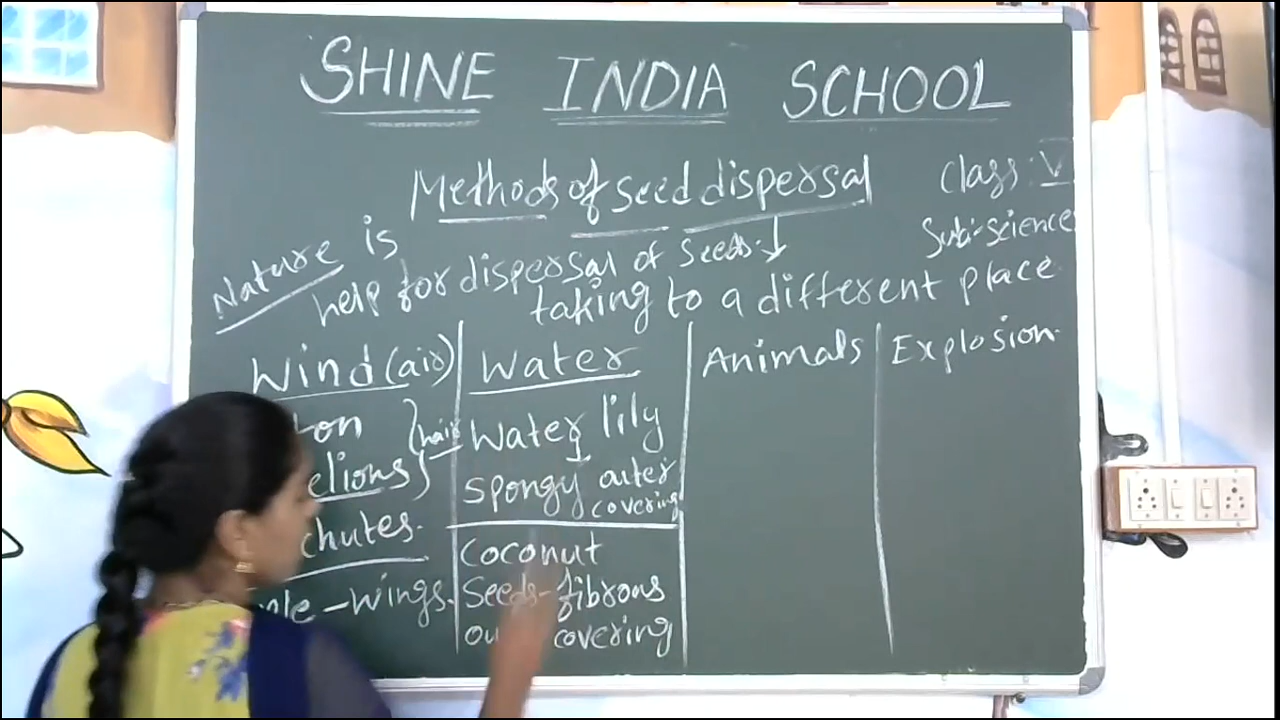 SHINE INDIA SCHOOL
Methods of seed dispersal
Class: V
Sub:-science
Nature is
help for dispersal of seeds.
taking to a different place
Wind (air)
Water
Animals
Explosion.
hair
Water lily
spongy outer
covering
chutes.
Coconut
-wings.
Seeds-fibrous
covering